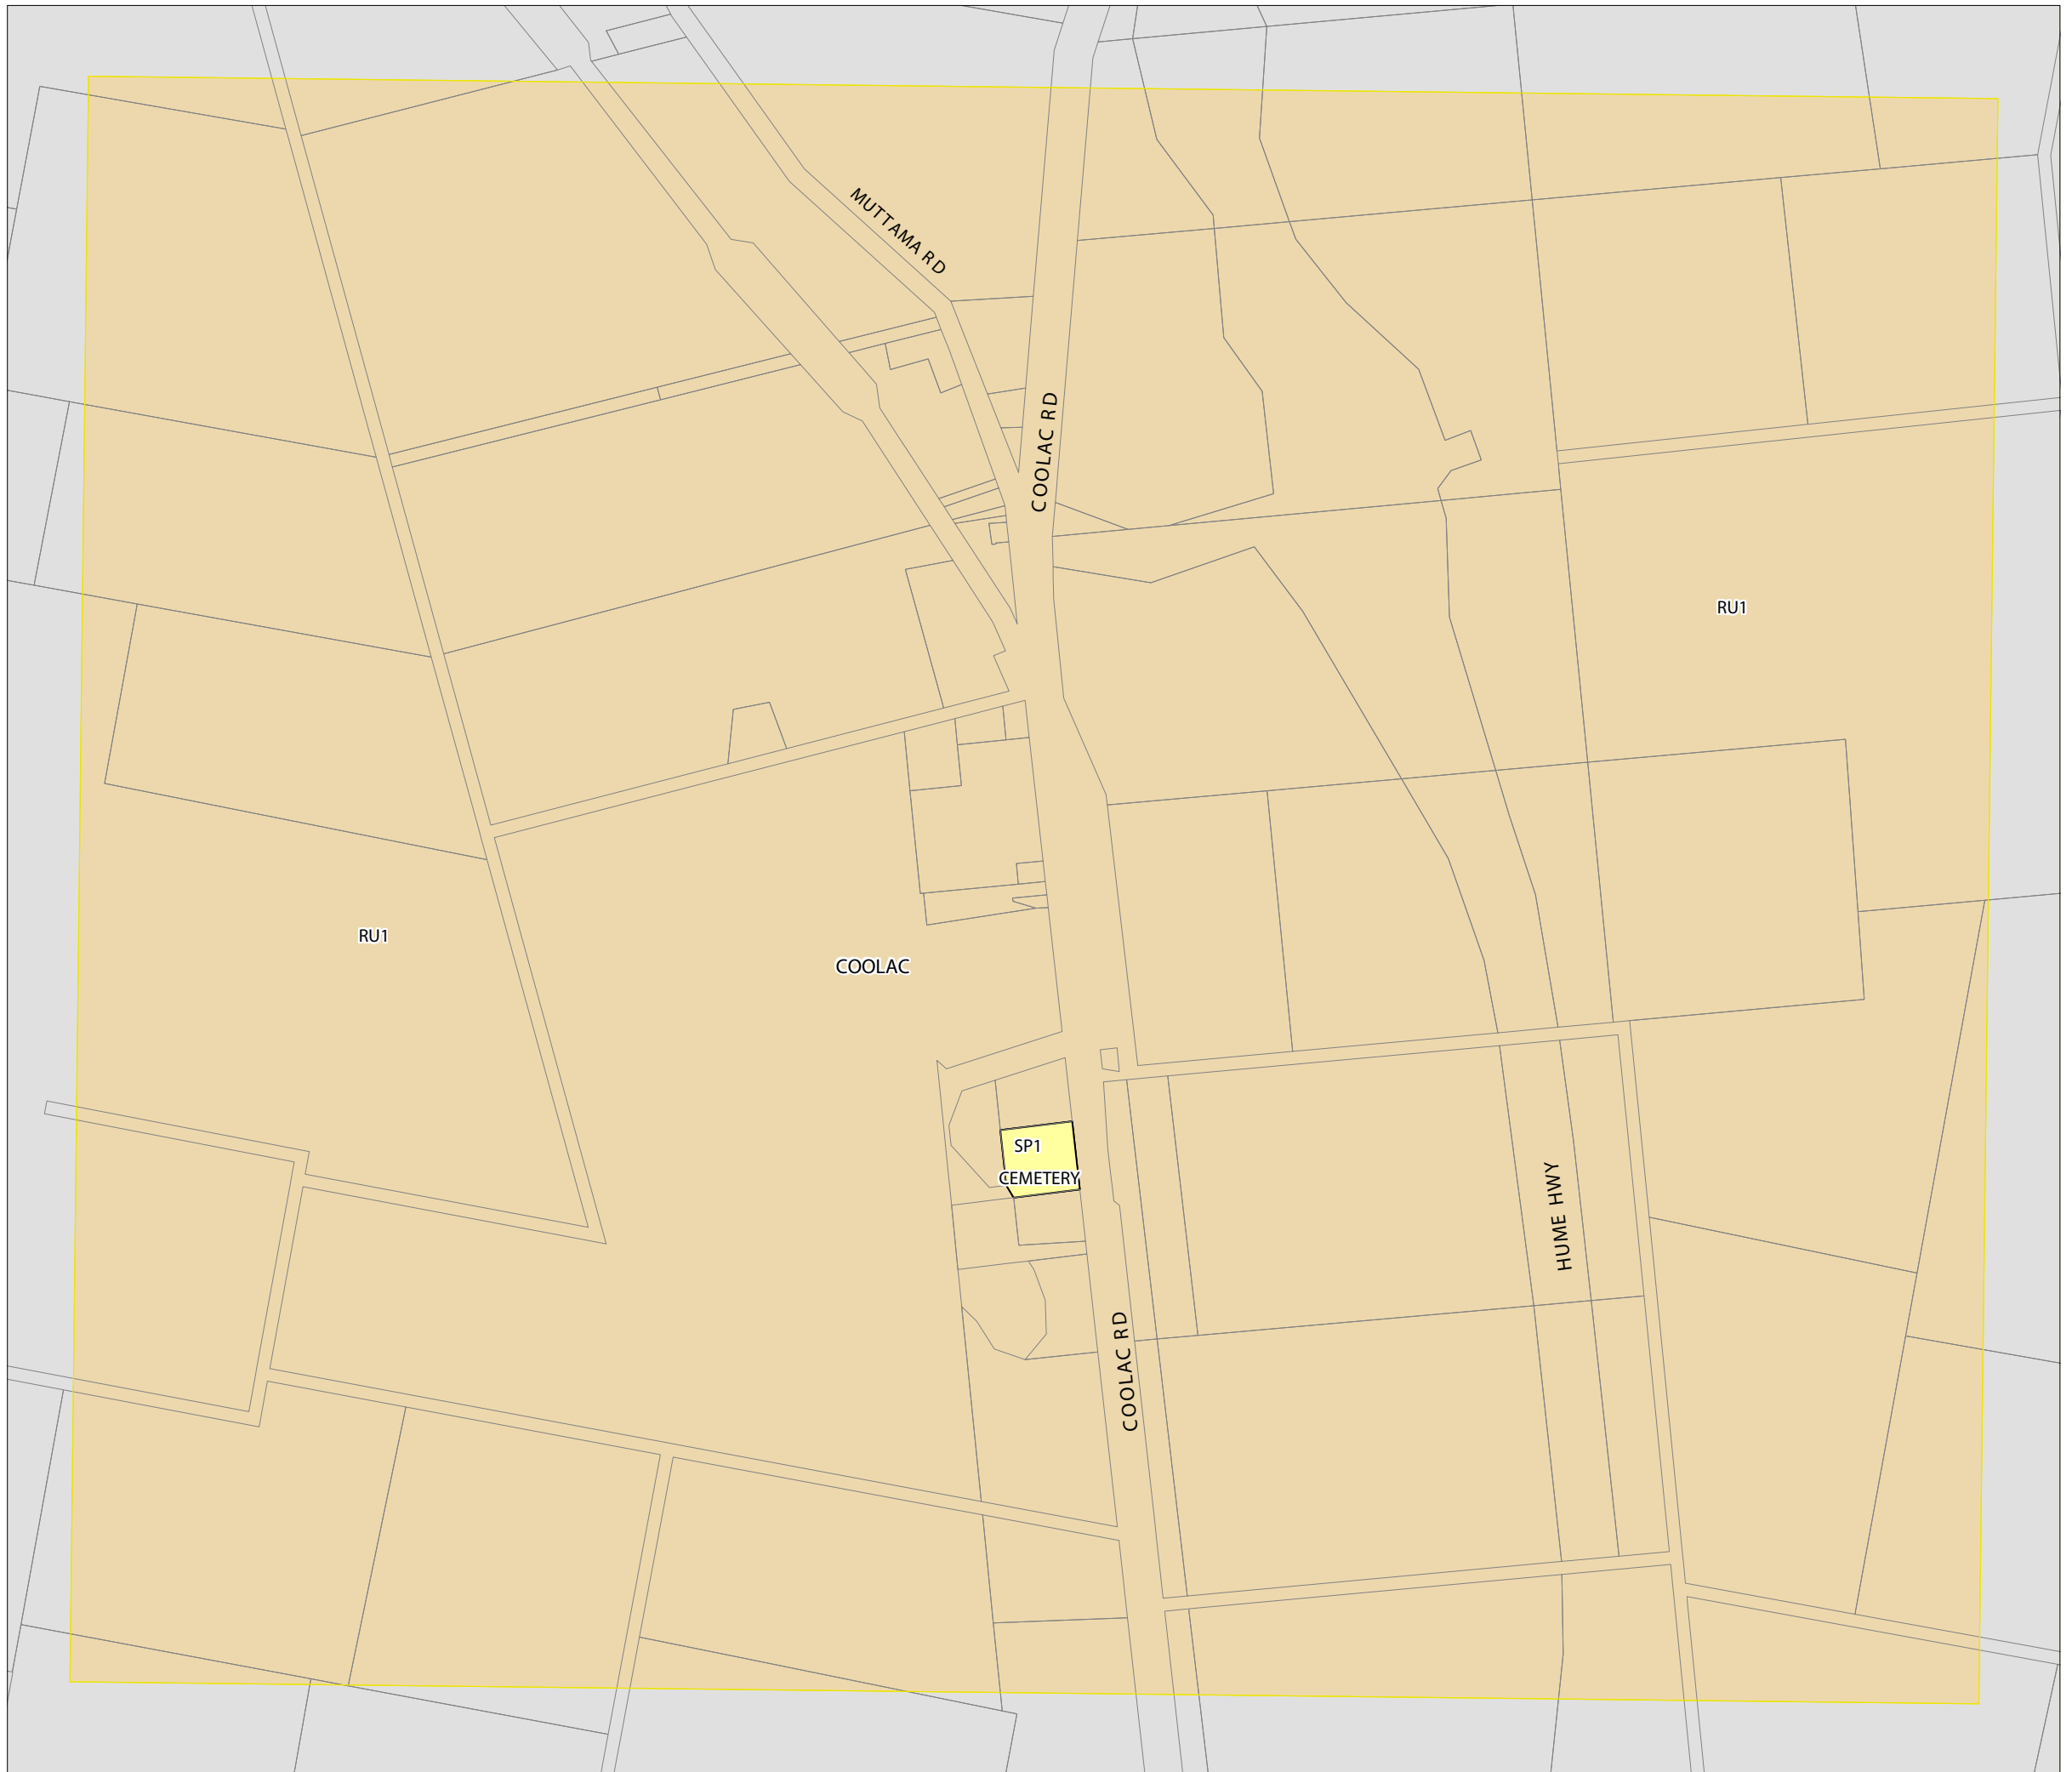 MUTTAMA RD
COOLAC RD
RU1
RU1
COOLAC
SP1
CEMETERY
HUME HWY
COOLAC RD